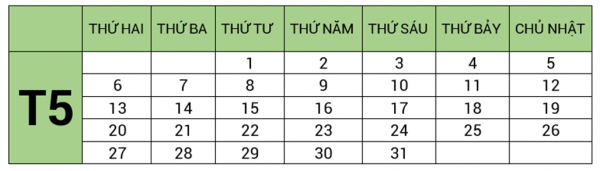 THỨ HAI THỨ BA THỨ TƯ THỨ NĂM THỨ SÁU THỨ BẢY CHỦ NHẬT
T5
1 2 3 4 5
6 7 8 9 10 11 12
13 14 15 16 17 18 19
20 21 22 23 24 25 26
27 28 29 30 31